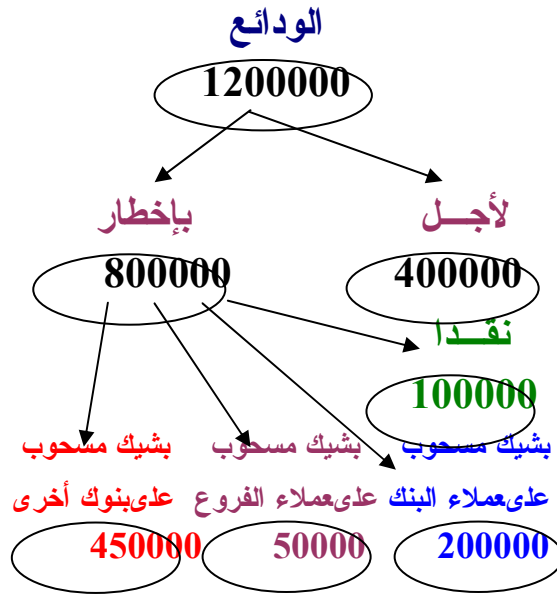 الودائع
1200000
لأجـــل
بإخطار
400000
800000
نقـــدا
100000
بشيك مسحوب
علىعملاء البنك
200000
بشيك مسحوب
علىعملاء الفروع
50000
بشيك مسحوب
علىبنوك أخرى
450000